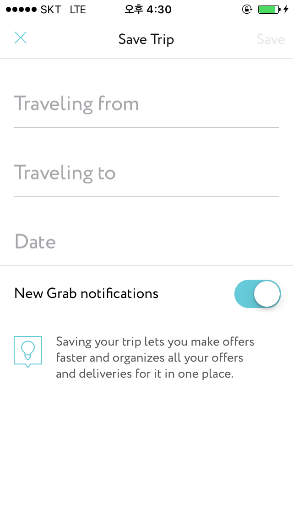 SKT LTE 오후 4:30
Save Trip Save
Traveling from
Traveling to
Date
New Grab notifications
Saving your trip lets you make offers
faster and organizes all your offers
and deliveries for it in one place.